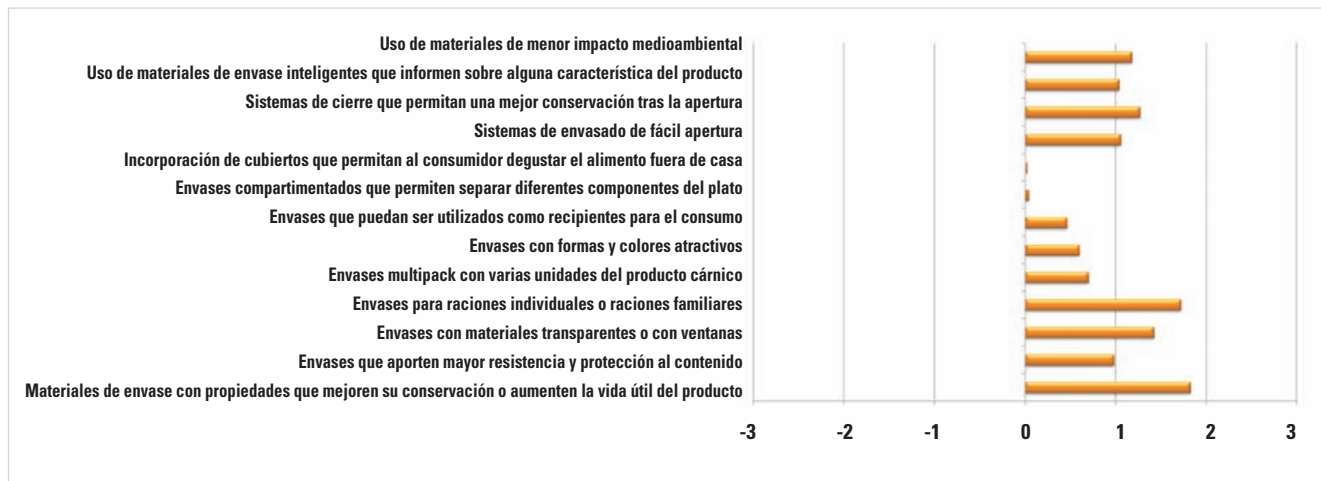 Uso de materiales de menor impacto medioambiental
Uso de materiales de envase inteligentes que informen sobre alguna característica del producto
Sistemas de cierre que permitan una mejor conservación tras la apertura
Sistemas de envasado de fácil apertura
Incorporación de cubiertos que permitan al consumidor degustar el alimento fuera de casa
Envases compartimentados que permiten separar diferentes componentes del plato
Envases que puedan ser utilizados como recipientes para el consumo
Envases con formas y colores atractivos
Envases multipack con varias unidades del producto cárnico
Envases para raciones individuales o raciones familiares
Envases con materiales transparentes o con ventanas
Envases que aporten mayor resistencia y protección al contenido
Materiales de envase con propiedades que mejoren su conservación o aumenten la vida útil del producto
-3 -2 -1 0 1 2 3